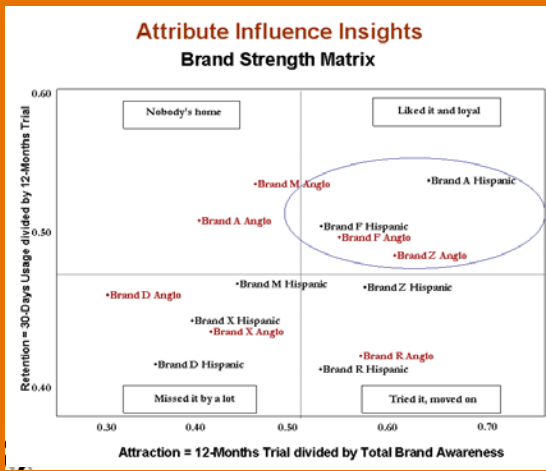 Attribute Influence Insights
Brand Strength Matrix
Retention = 30-Days Usage divided by 12-Months Trial
0.60
Nobody's home
Liked it and loyal
•Brand M Anglo
•Brand A Hispanic
•Brand A Anglo
•Brand F Hispanic
0.50
•Brand F Anglo
•Brand Z Anglo
•Brand M Hispanic
•Brand Z Hispanic
•Brand D Anglo
•Brand X Hispanic
•Brand X Anglo
•Brand R Anglo
•Brand D Hispanic
•Brand R Hispanic
0.40
Missed it by a lot
Tried it, moved on
0.30 0.40 0.50 0.60 0.70
Attraction = 12-Months Trial divided by Total Brand Awareness